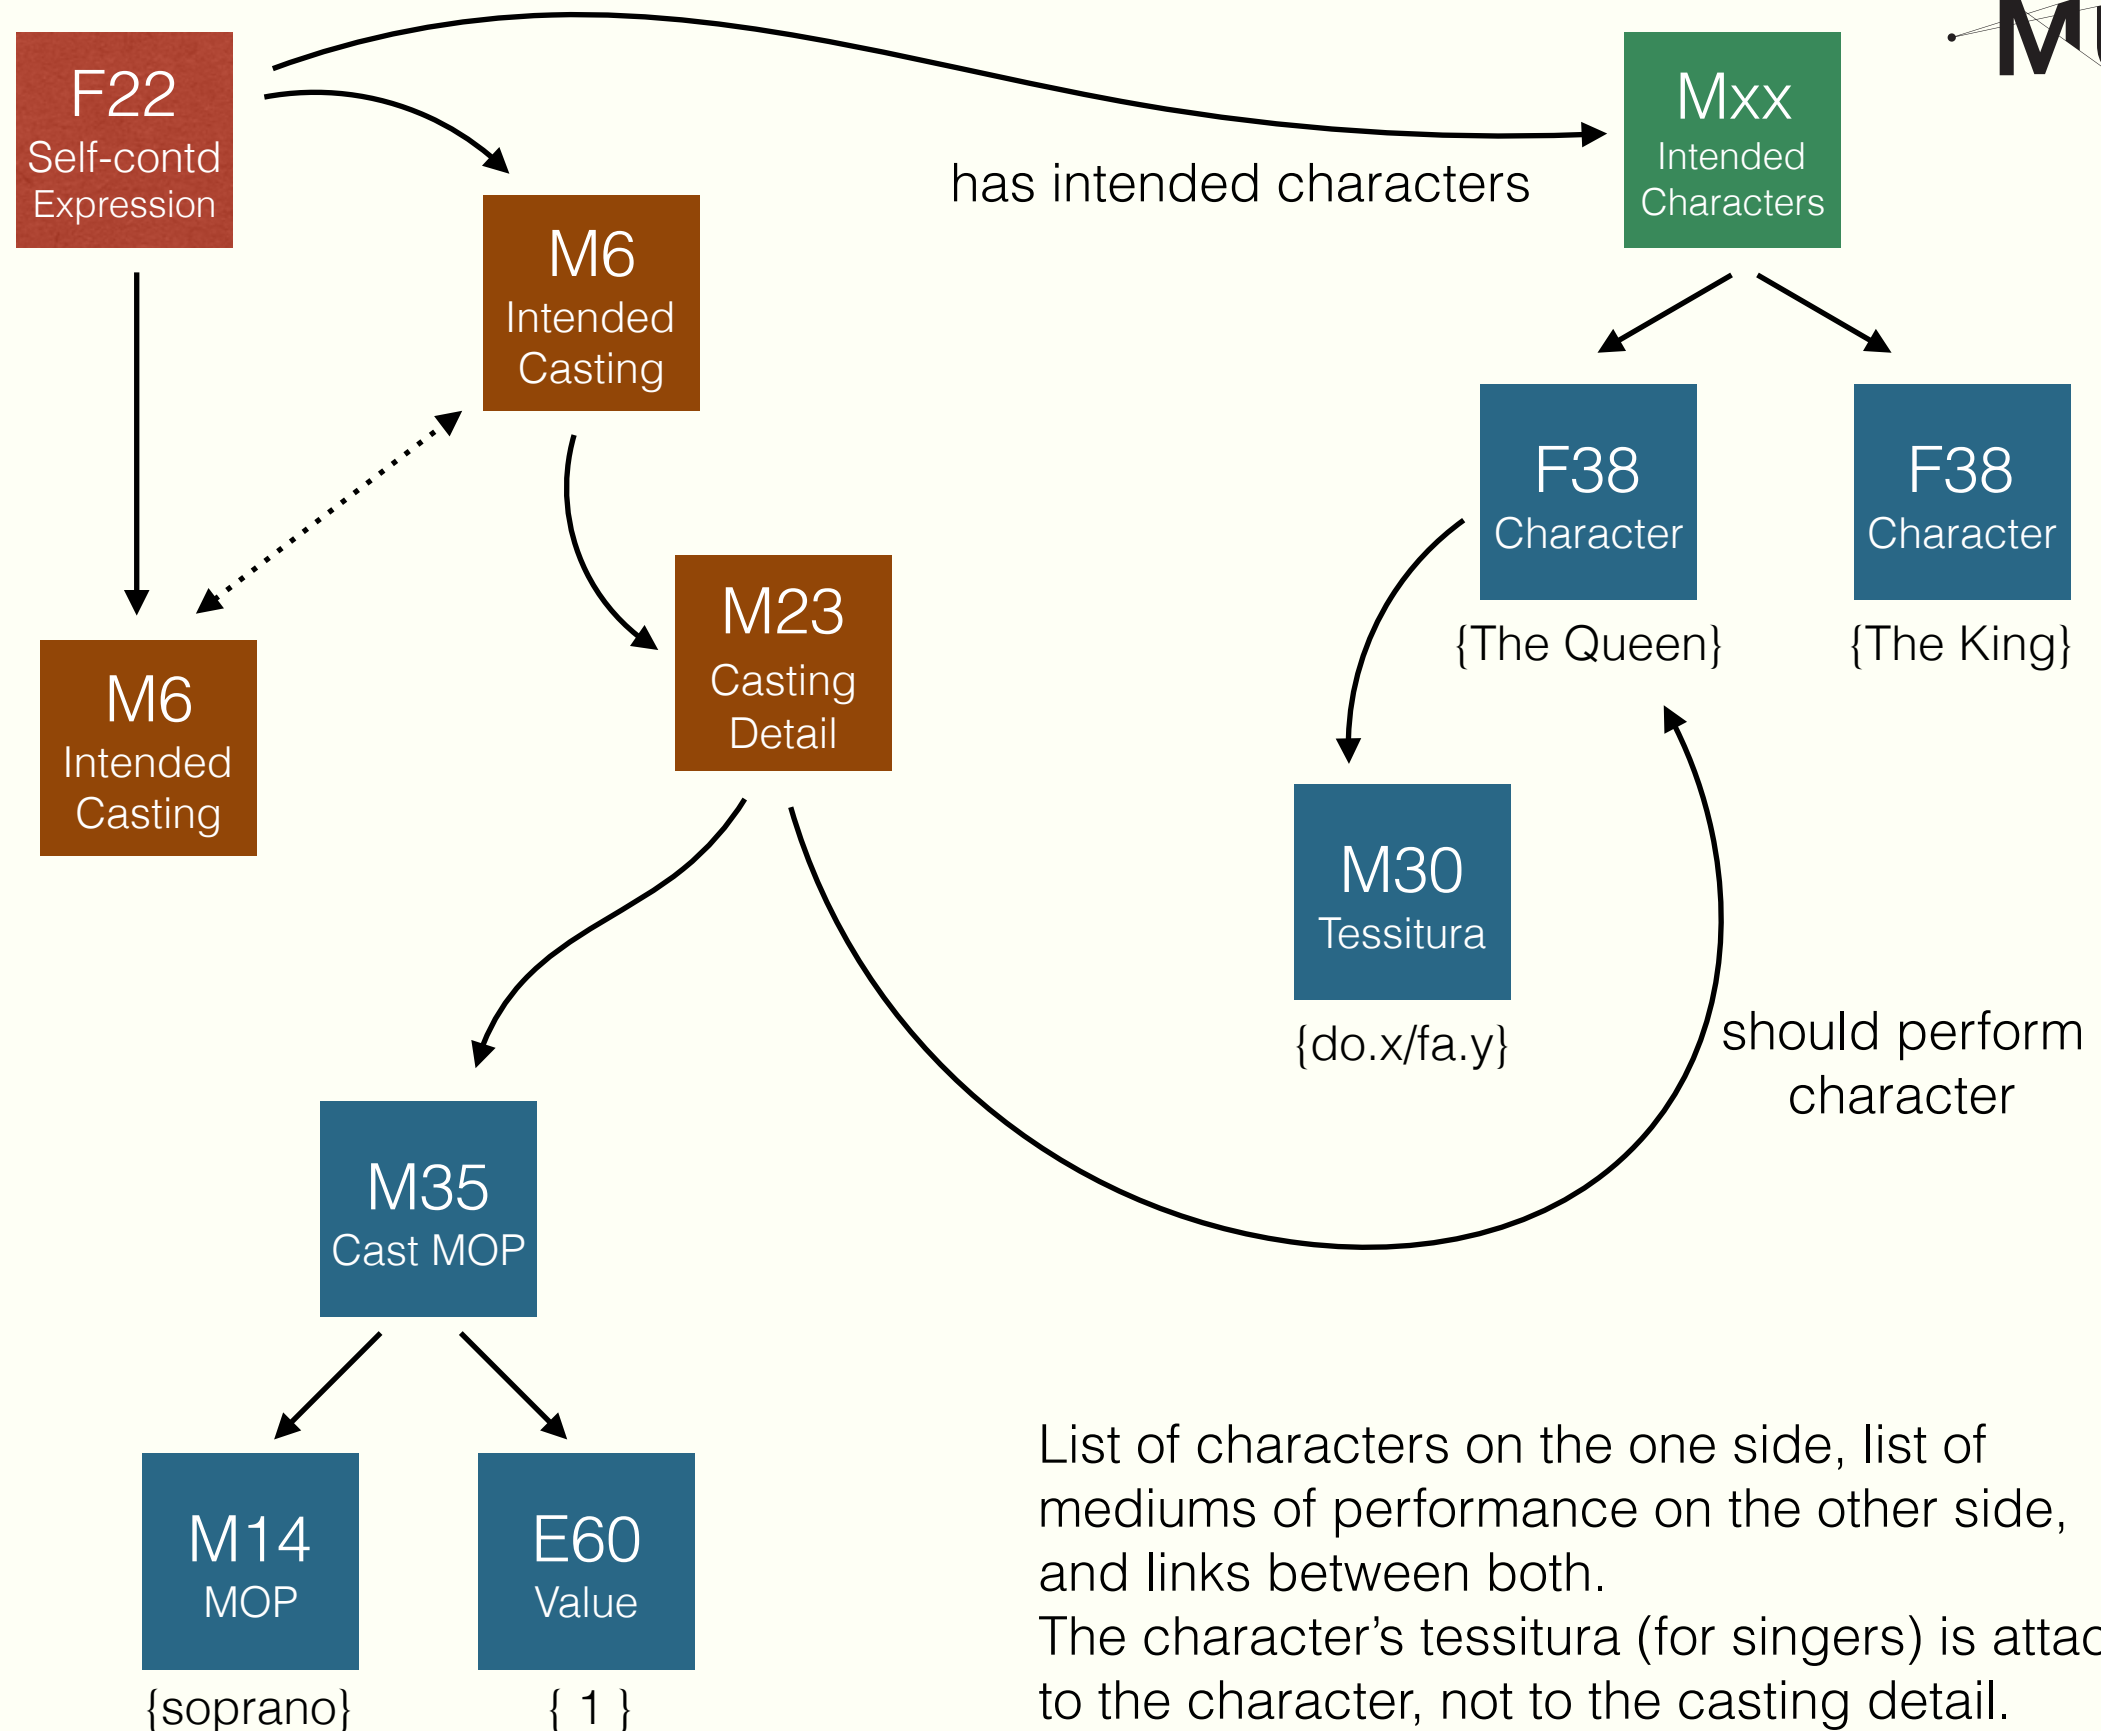 F22
Self-contd
Expression
Mxx
Intended
Characters
has intended characters
M6
Intended
Casting
F38
Character
F38
Character
{The Queen}
{The King}
M23
Casting
Detail
M6
Intended
Casting
M30
Tessitura
{do.x/fa.y}
should perform
character
M35
Cast MOP
M14
MOP
E60
Value
{soprano}
{ 1 }
List of characters on the one side, list of
mediums of performance on the other side,
and links between both.
The character’s tessitura (for singers) is
to the character, not to the casting detail.